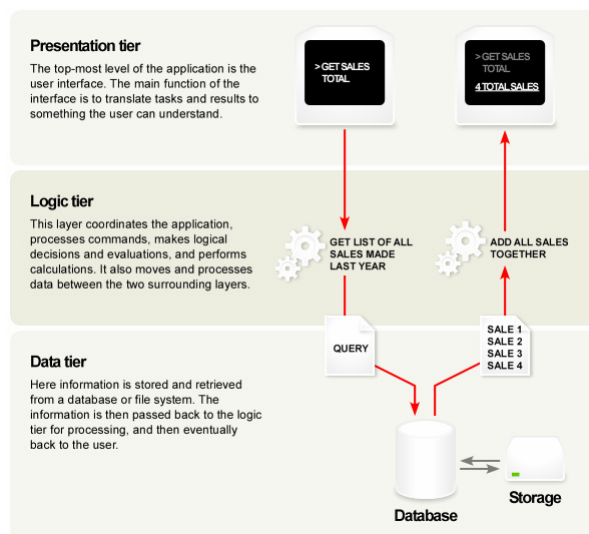 Presentation tier
The top-most level of the application is the
user interface. The main function of the
interface is to translate tasks and results to
something the user can understand.
> GET SALES
TOTAL
> GET SALES
TOTAL
4 TOTAL SALES
Logic tier
This layer coordinates the application,
processes commands, makes logical
decisions and evaluations, and performs
calculations. It also moves and processes
data between the two surrounding layers.
GET LIST OF ALL
SALES MADE
LAST YEAR
ADD ALL SALES
TOGETHER
Data tier
Here information is stored and retrieved
from a database or file system. The
information is then passed back to the logic
tier for processing, and then eventually
back to the user.
QUERY
SALE 1
SALE 2
SALE 3
SALE 4
Database
Storage